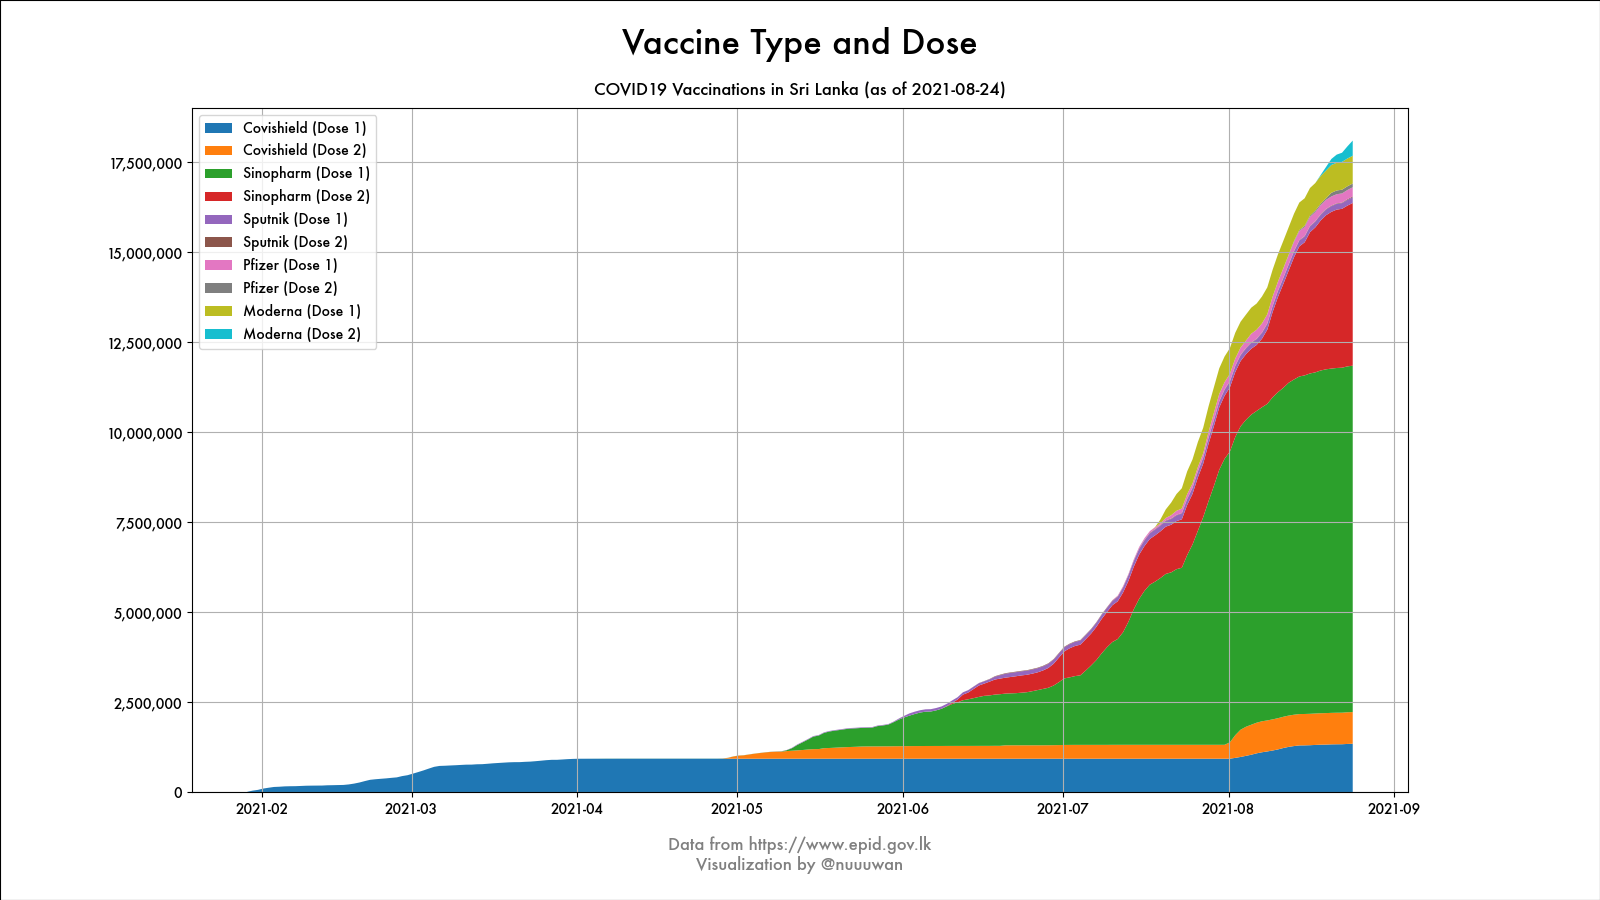 Vaccine Type and Dose
COVID19 Vaccinations in Sri Lanka (as of 2021-08-24)
Covishield (Dose 1)
Covishield (Dose 2)
Sinopharm (Dose 1)
Sinopharm (Dose 2)
Sputnik (Dose 1)
Sputnik (Dose 2)
Pfizer (Dose 1)
Pfizer (Dose 2)
Moderna (Dose 1)
Moderna (Dose 2)
17,500,000
15,000,000
12,500,000
10,000,000
7,500,000
5,000,000
2,500,000
0
2021-02 2021-03 2021-04 2021-05 2021-06 2021-07 2021-08 2021-09
Data from https://www.epid.gov.lk
Visualization by @nuuuwan